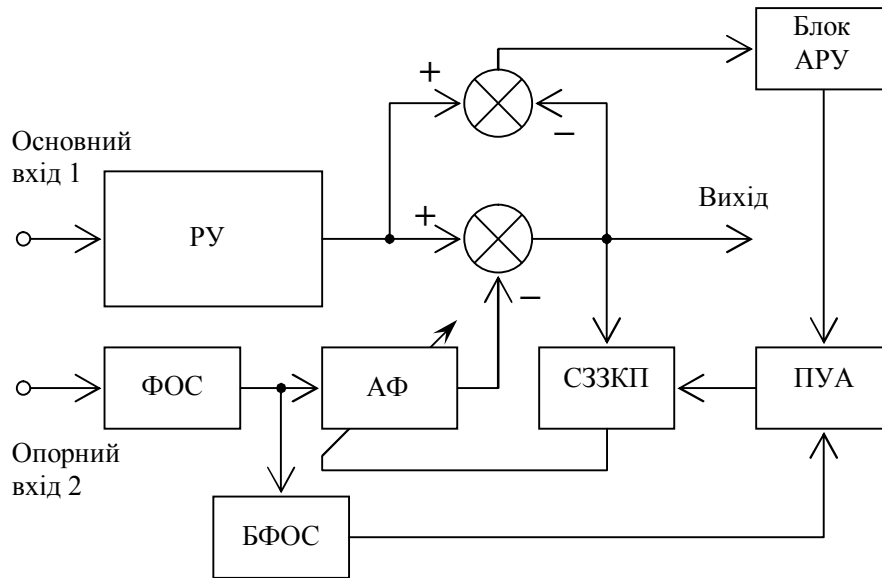 Блок
АРУ
+
−
Основний
вхід 1
РУ
+
−
Вихід
ФОС
АФ
СЗЗКП
ПУА
Опорний
вхід 2
БФОС